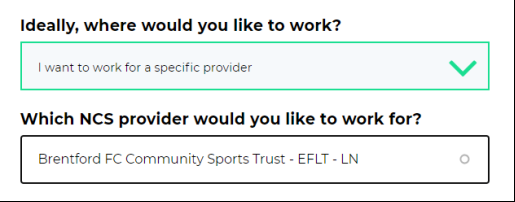 Ideally, where would you like to work?
I want to work for a specific provider
Which NCS provider would you like to work for?
Brentford FC Community Sports Trust - EFLT - LN